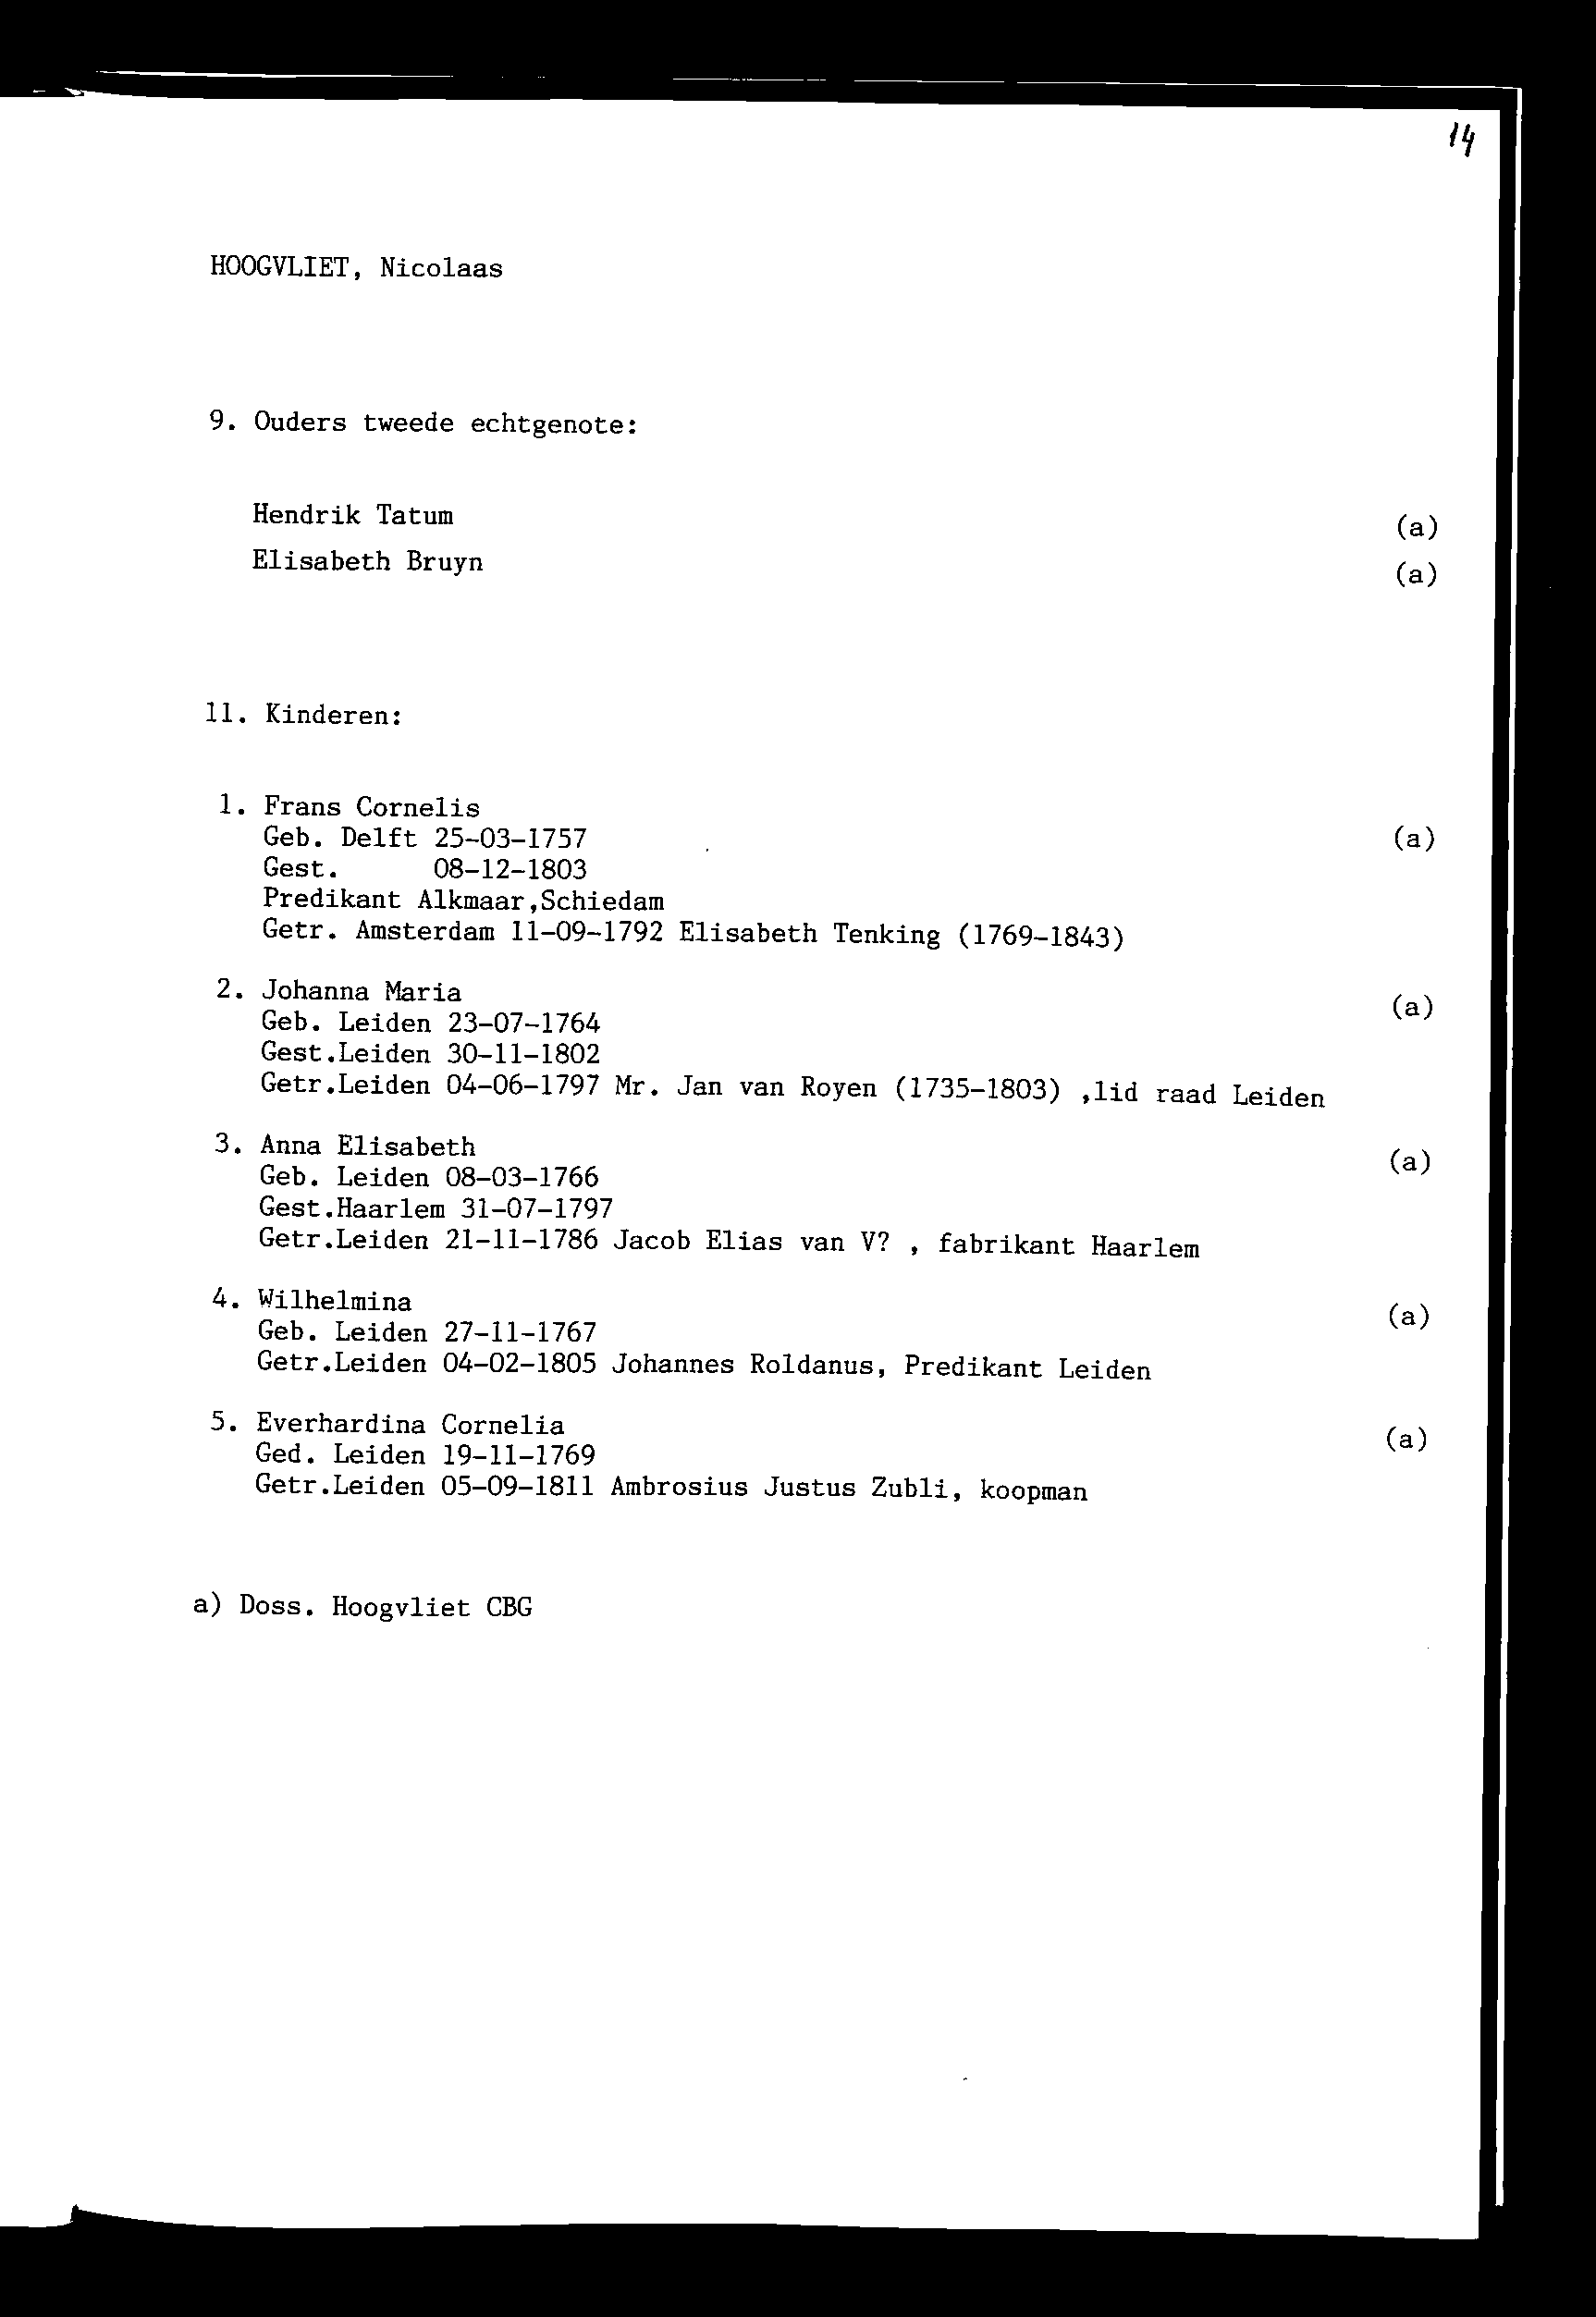 14
HOOGVLIET, Nicolaas
9. Ouders tweede echtgenote:
Hendrik Tatum (a)
Elisabeth Bruyn (a)
11. Kinderen:
1. Frans Cornelis
Geb. Delft 25-03-1757 (a)
Gest. 08-12-1803
Predikant Alkmaar,Schiedam
Getr. Amsterdam 11-09-1792 Elisabeth Tenking (1769-1843)
2. Johanna Maria (a)
Geb. Leiden 23-07-1764
Gest.Leiden 30-11-1802
Getr.Leiden 04-06-1797 Mr. Jan van Royen (1735-1803) ,lid raad Leiden
3. Anna Elisabeth (a)
Geb. Leiden 08-03-1766
Gest.Haarlem 31-07-1797
Getr.Leiden 21-11-1786 Jacob Elias van V? , fabrikant Haarlem
4. Wilhelmina (a)
Geb. Leiden 27-11-1767
Getr.Leiden 04-02-1805 Johannes Roldanus, Predikant Leiden
5. Everhardina Cornelia (a)
Ged. Leiden 19-11-1769
Getr.Leiden 05-09-1811 Ambrosius Justus Zubli, koopman
a) Doss. Hoogvliet CBG